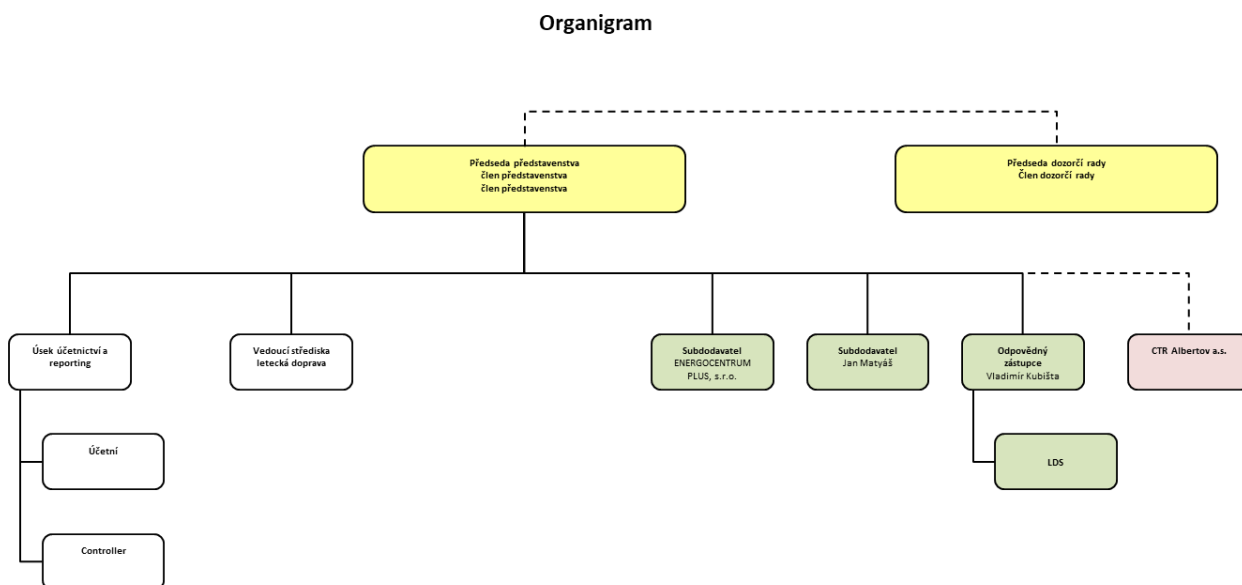 Organigram
Předseda představenstva
člen představenstva
člen představenstva
Předseda dozorčí rady
Člen dozorčí rady
Úsek účetnictví a
reporting
Vedoucí střediska
letecká doprava
Subdodavatel
ENERGOCENTRUM
PLUS, s.r.o.
Subdodavatel
Jan Matyáš
Odpovědný
zástupce
Vladimír Kubišta
CTR Albertov a.s.
Účetní
LDS
Controller